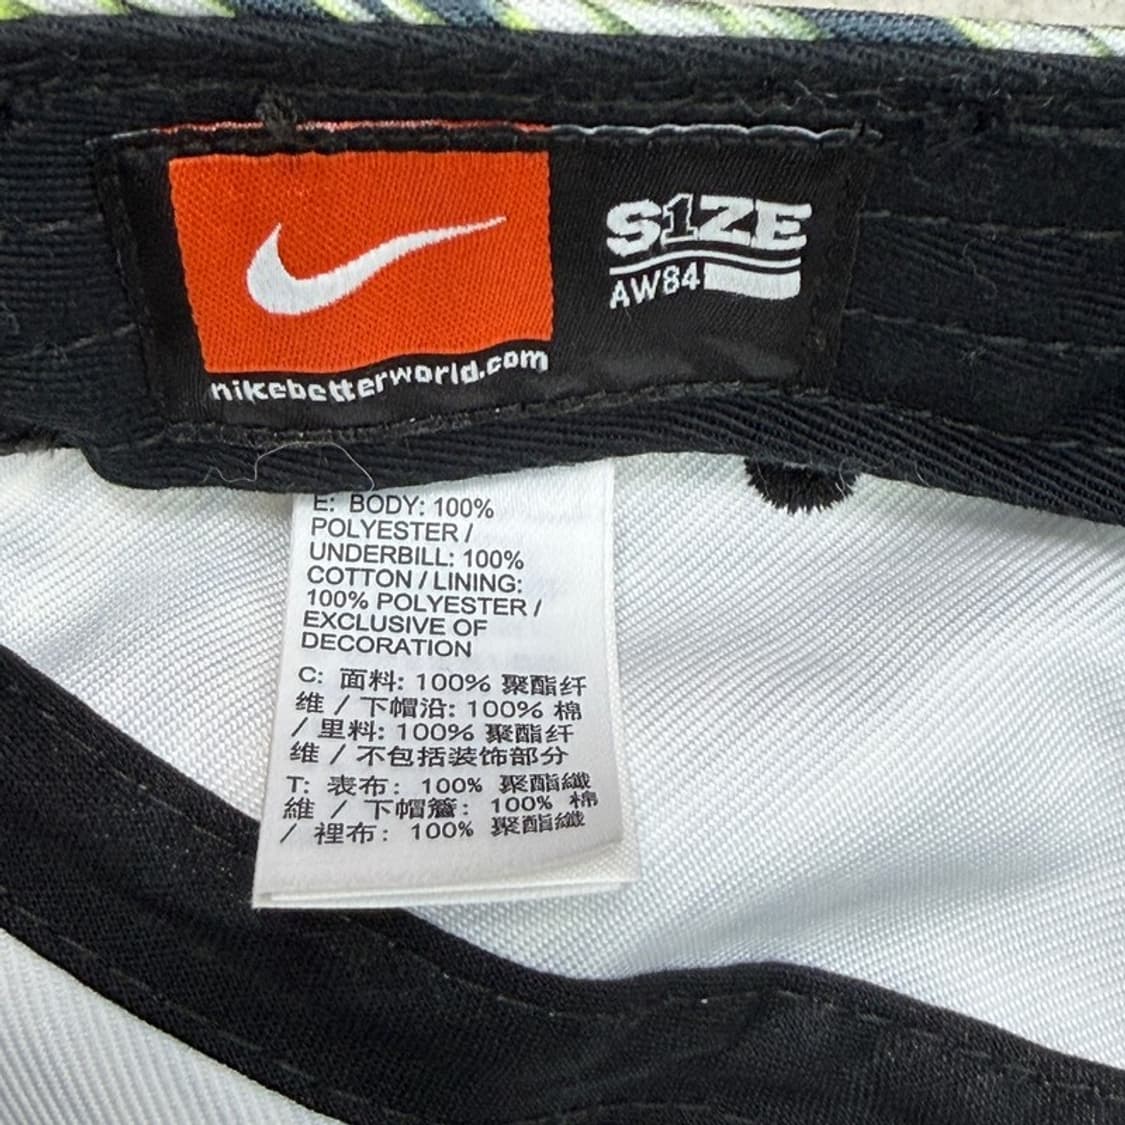 S1ZE
AW84
nikebetterworld.com
E: BODY: 100%
POLYESTER /
UNDERBILL: 100%
COTTON / LINING:
100% POLYESTER /
EXCLUSIVE OF
DECORATION
C: 面料: 100% 聚酯纤
维 / 下帽沿: 100% 棉
/ 里料: 100% 聚酯纤
维 / 不包括装饰部分
T: 表布: 100% 聚酯纖
維 / 下帽簷: 100% 棉
/ 裡布: 100% 聚酯纖